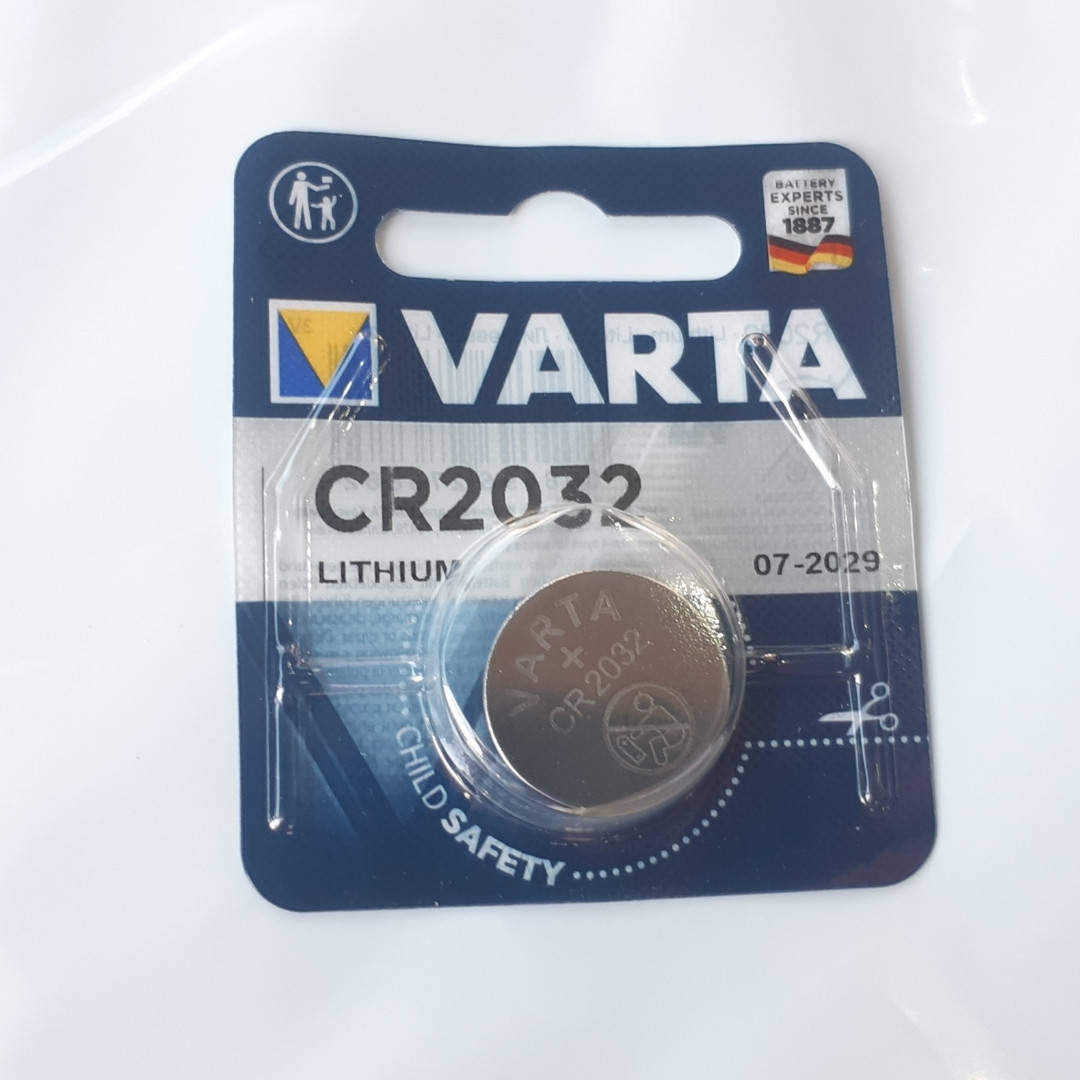 BATTERY
EXPERTS
SINCE
1887
VARTA
CR2032
LITHIUM
07-2029
VARTA
+
CR2032
CHILD SAFETY